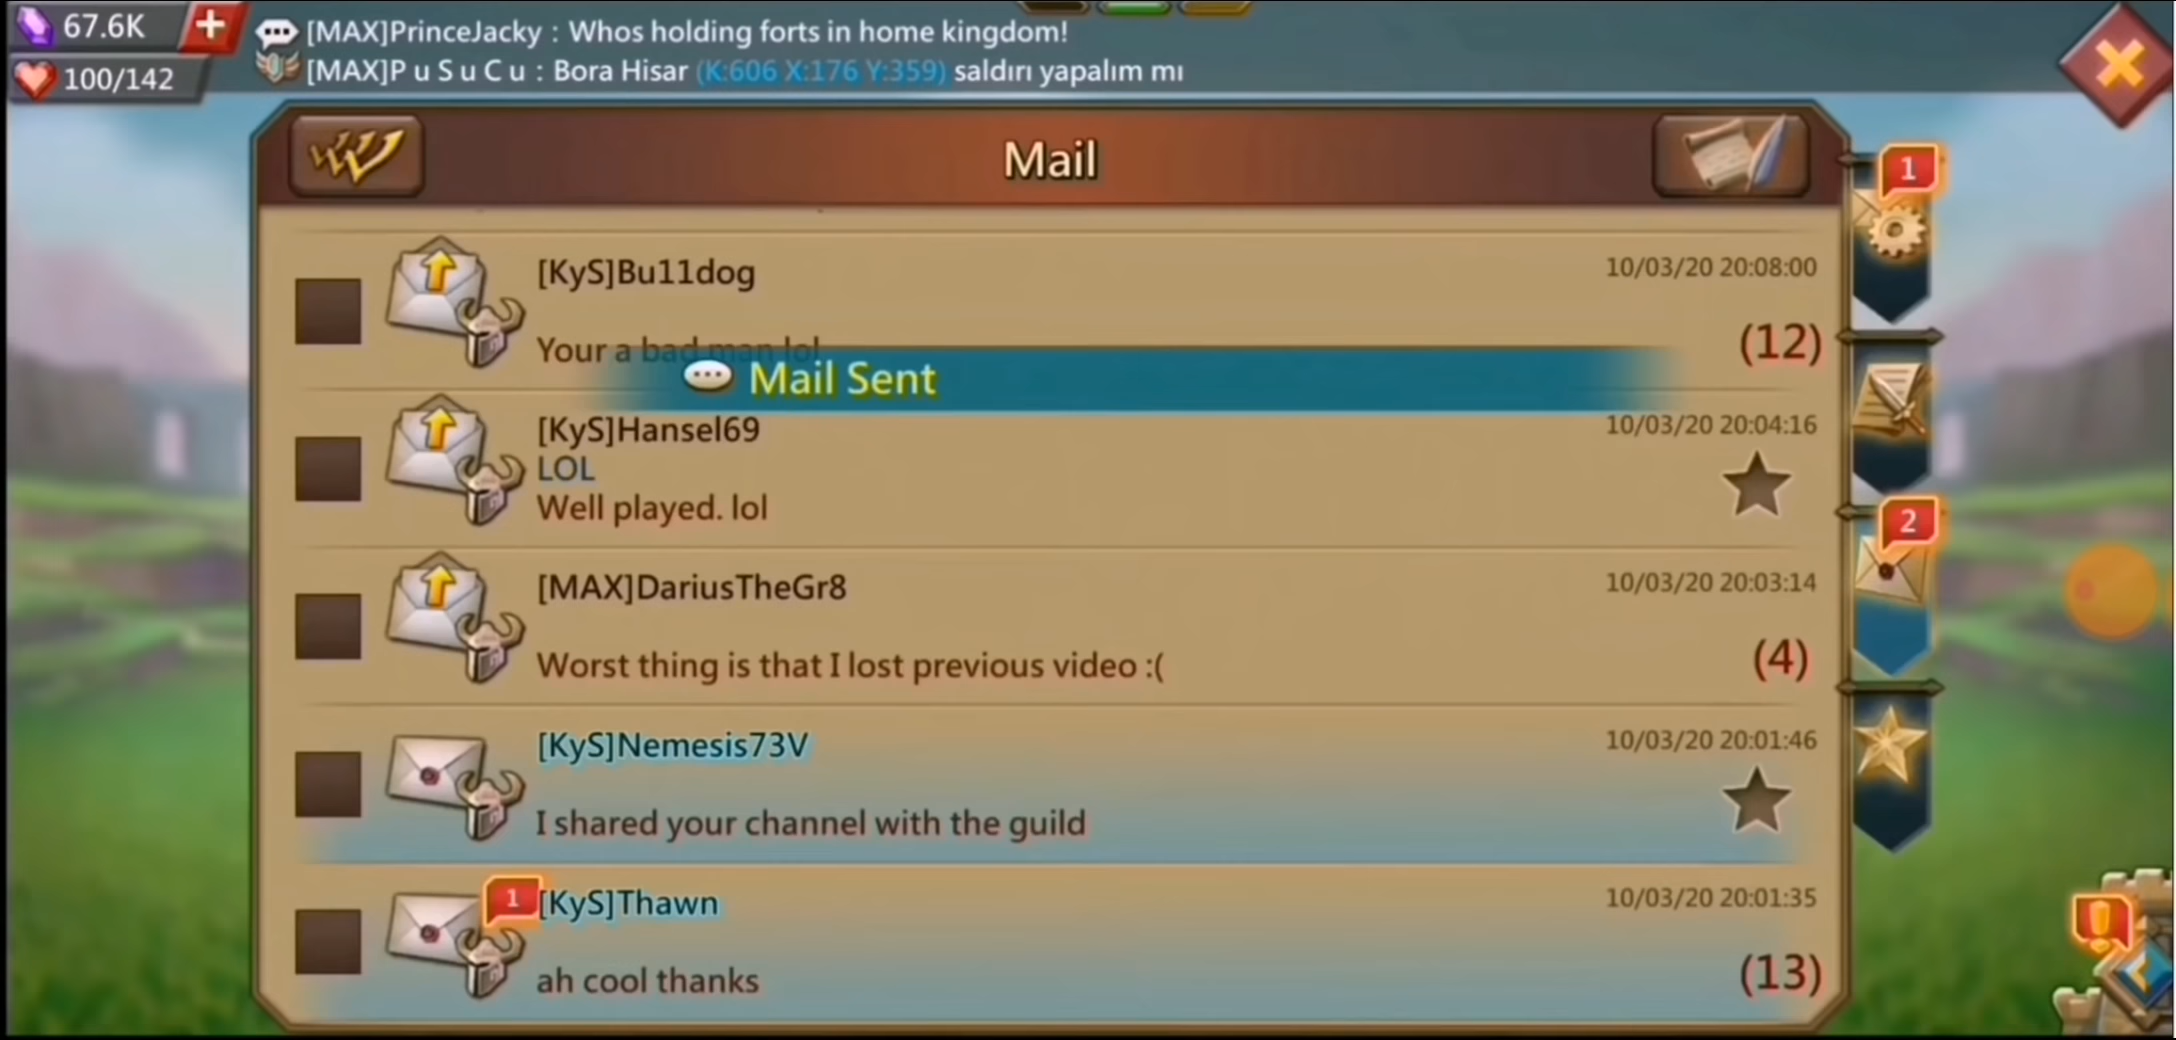 67.6K
100/142
[MAX]PrinceJacky : Whos holding forts in home kingdom!
[MAX]P u S u C u : Bora Hisar (K:606 X:176 Y:359) saldırı yapalım mı
Mail
1
[KyS]Bu11dog
10/03/20 20:08:00
Your a bad man lol
(12)
Mail Sent
[KyS]Hansel69
10/03/20 20:04:16
LOL
Well played. lol
2
[MAX]DariusTheGr8
10/03/20 20:03:14
Worst thing is that I lost previous video :(
(4)
[KyS]Nemesis73V
10/03/20 20:01:46
I shared your channel with the guild
1
[KyS]Thawn
10/03/20 20:01:35
ah cool thanks
(13)